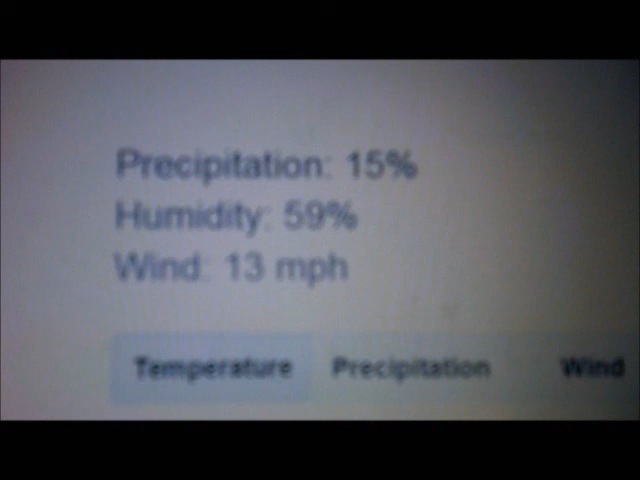 Precipitation: 15%
Humidity: 59%
Wind: 13 mph
Temperature Precipitation Wind